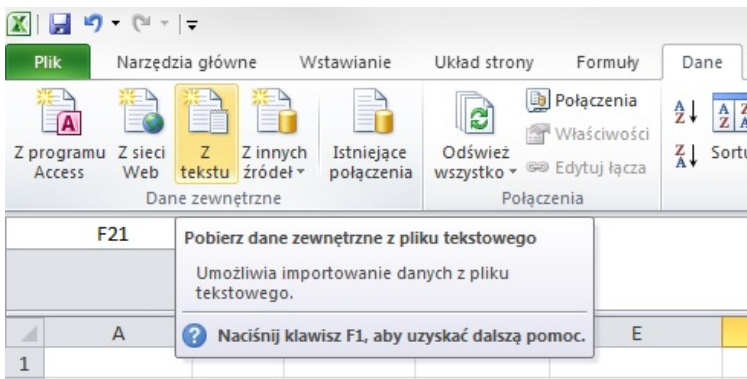 Plik Narzędzia główne Wstawianie Układ strony Formuły Dane
Z programu Access
Z sieci Web
Z tekstu
Z innych źródeł
Istniejące połączenia
Dane zewnętrzne
Odśwież wszystko
Połączenia
Właściwości
Edytuj łącza
Połączenia
F21
Pobierz dane zewnętrzne z pliku tekstowego
Umożliwia importowanie danych z pliku
tekstowego.
Naciśnij klawisz F1, aby uzyskać dalszą pomoc.
A E
1